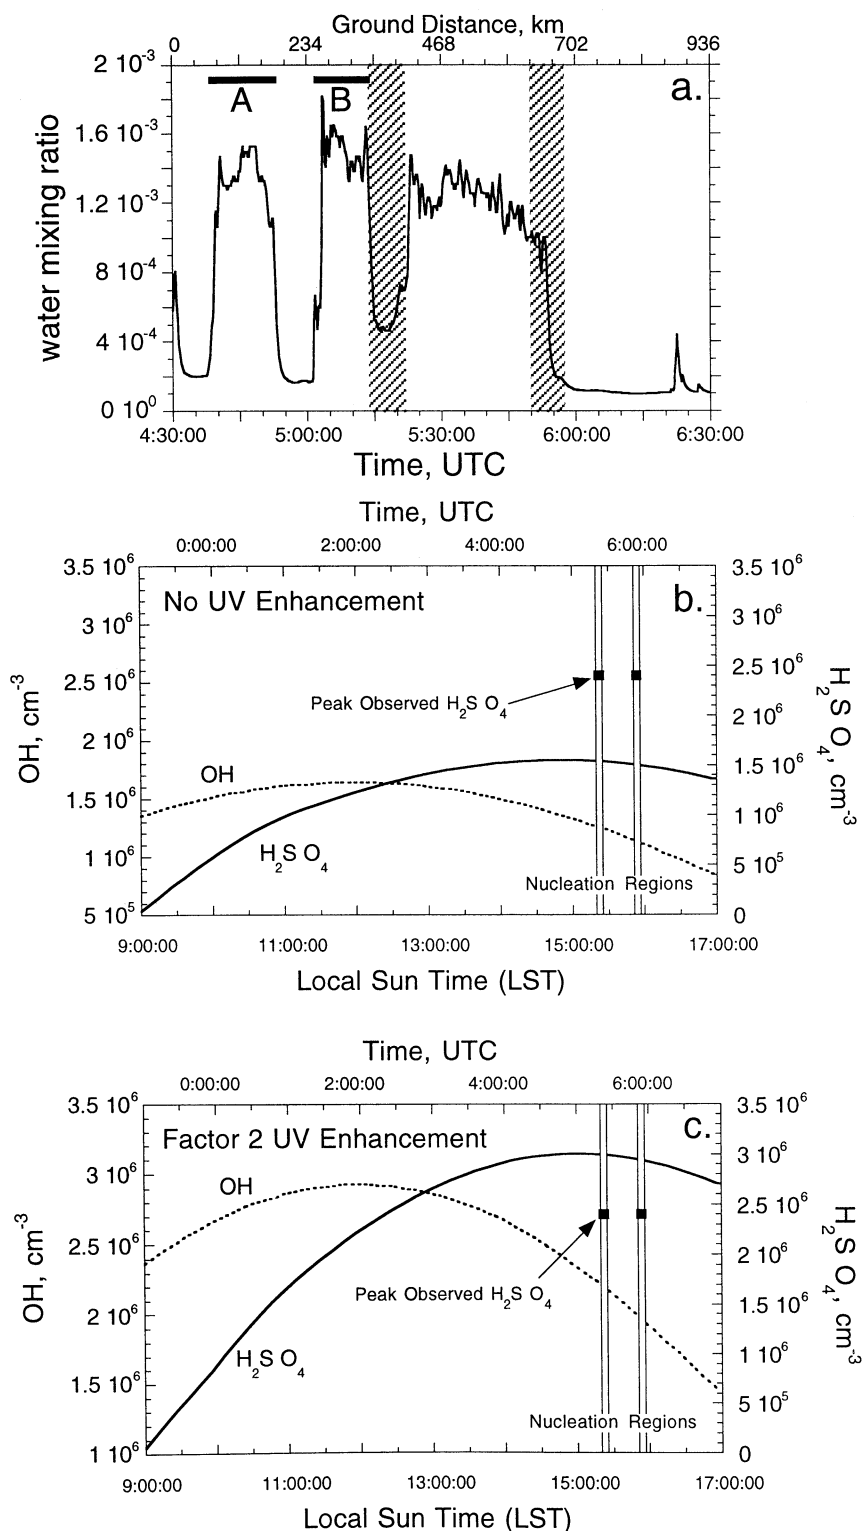 Ground Distance, km
0 234 468 702 936
2 10⁻³
a.
A B
1.6 10⁻³
1.2 10⁻³
8 10⁻⁴
4 10⁻⁴
0 10⁰
water mixing ratio
4:30:00 5:00:00 5:30:00 6:00:00 6:30:00
Time, UTC
Time, UTC
0:00:00 2:00:00 4:00:00 6:00:00
3.5 10⁶ 3.5 10⁶
No UV Enhancement b.
3 10⁶ 3 10⁶
2.5 10⁶ 2.5 10⁶
Peak Observed H₂S O₄
2 10⁶ 2 10⁶
OH
1.5 10⁶ 1.5 10⁶
1 10⁶ 1 10⁶
H₂S O₄
5 10⁵
Nucleation Regions
5 10⁵ 0
OH, cm⁻³
H₂S O₄, cm⁻³
9:00:00 11:00:00 13:00:00 15:00:00 17:00:00
Local Sun Time (LST)
Time, UTC
0:00:00 2:00:00 4:00:00 6:00:00
3.5 10⁶ 3.5 10⁶
Factor 2 UV Enhancement c.
3 10⁶ 3 10⁶
OH
2.5 10⁶ 2.5 10⁶
2 10⁶
Peak Observed H₂S O₄
2 10⁶ 1.5 10⁶
H₂S O₄
1 10⁶
1.5 10⁶ 5 10⁵
Nucleation Regions
1 10⁶ 0
OH, cm⁻³
H₂S O₄, cm⁻³
9:00:00 11:00:00 13:00:00 15:00:00 17:00:00
Local Sun Time (LST)